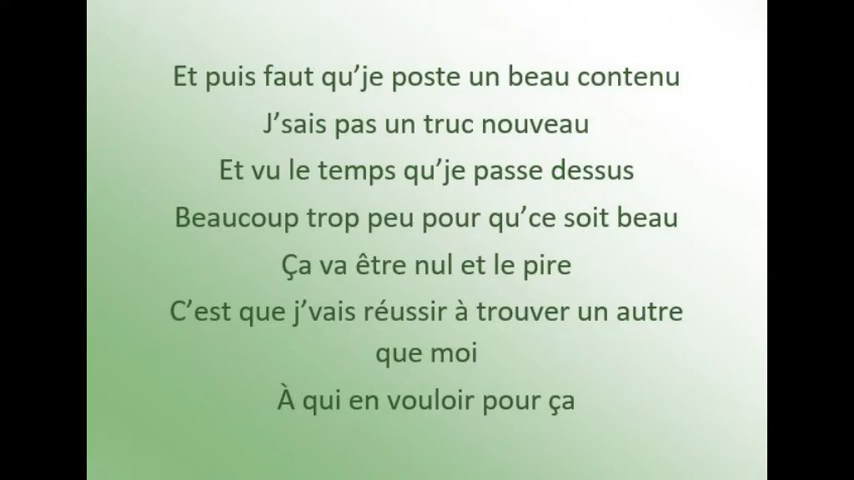 Et puis faut qu’je poste un beau contenu
J’sais pas un truc nouveau
Et vu le temps qu’je passe dessus
Beaucoup trop peu pour qu’ce soit beau
Ça va être nul et le pire
C’est que j’vais réussir à trouver un autre
que moi
À qui en vouloir pour ça